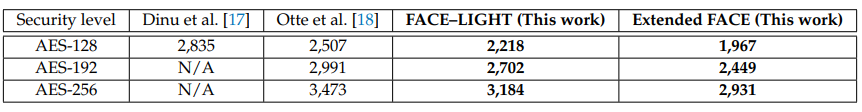 Security level Dinu et al. [17] Otte et al. [18] FACE–LIGHT (This work) Extended FACE (This work)
AES-128 2,835 2,507 2,218 1,967
AES-192 N/A 2,991 2,702 2,449
AES-256 N/A 3,473 3,184 2,931